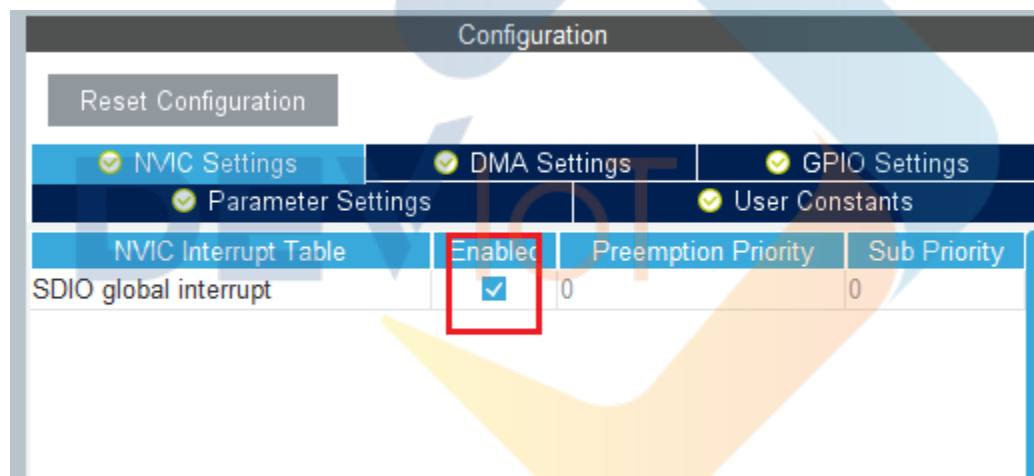 Configuration
Reset Configuration
NVIC Settings DMA Settings GPIO Settings
Parameter Settings User Constants
NVIC Interrupt Table Enabled Preemption Priority Sub Priority
SDIO global interrupt 0 0
DEVIoT